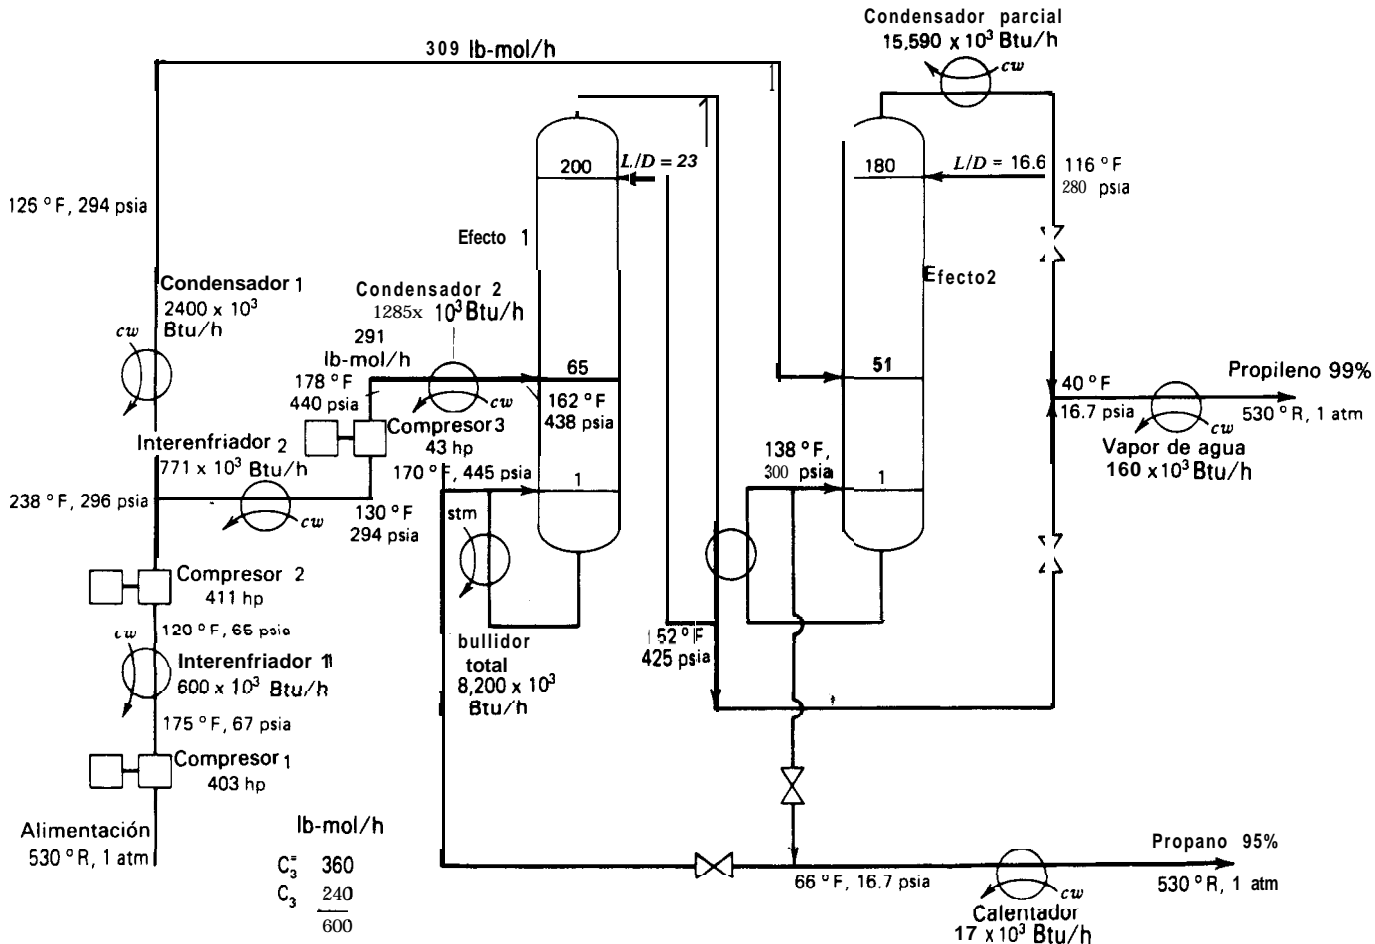 Condensador parcial
15,590 x 10³ Btu/h
cw
309 lb-mol/h
200
L/D = 23
180
L/D = 16.6
116 °F
280 psia
125 °F, 294 psia
Efecto 1
Efecto2
Condensador 1
2400 x 10³
Btu/h
cw
Condensador 2
1285x 10³ Btu/h
291
lb-mol/h
178 °F
440 psia
cw
65
162 °F
438 psia
51
40 °F
16.7 psia
Propileno 99%
530 °R, 1 atm
cw
Vapor de agua
160 x10³ Btu/h
Compresor 3
43 hp
Interenfriador 2
771 x 10³ Btu/h
cw
238 °F, 296 psia
130 °F
294 psia
170 °F, 445 psia
1
138 °F,
300 psia
1
stm
Compresor 2
411 hp
120 °F, 65 psia
cw
Interenfriador 1
600 x 10³ Btu/h
175 °F, 67 psia
bullidor
total
8,200 x 10³
Btu/h
152 °F
425 psia
Compresor 1
403 hp
Alimentación
530 °R, 1 atm
lb-mol/h
C₃⁼ 360
C₃ 240
600
66 °F, 16.7 psia
Propano 95%
530 °R, 1 atm
cw
Calentador
17 x10³ Btu/h